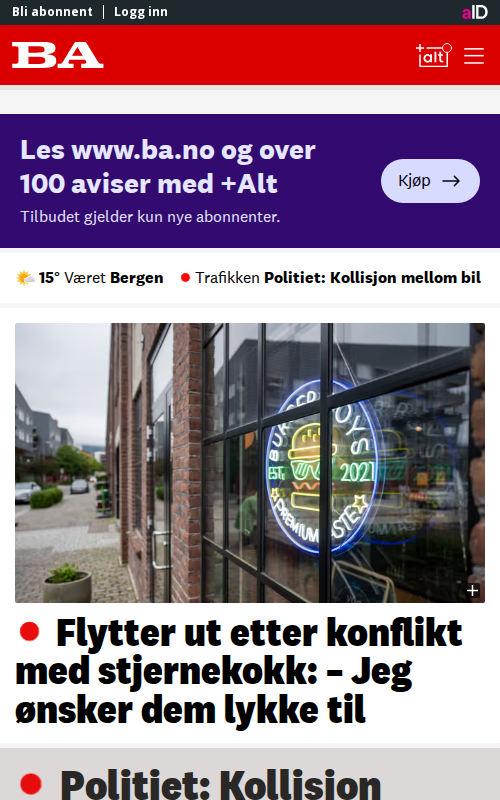 Bli abonnent | Logg inn
aID
BA
+alt
Les www.ba.no og over
100 aviser med +Alt
Tilbudet gjelder kun nye abonnenter.
Kjøp →
15° Været Bergen
Trafikken Politiet: Kollisjon mellom bil
BURGER BOYS
ESTE 2021
PREMIUM TASTE
Flytter ut etter konflikt
med stjernekokk: – Jeg
ønsker dem lykke til
Politiet: Kollision